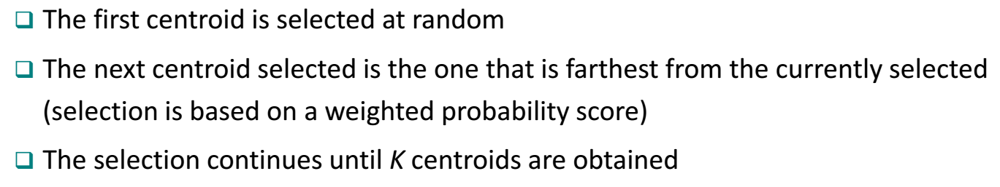 ❑ The first centroid is selected at random
❑ The next centroid selected is the one that is farthest from the currently selected
(selection is based on a weighted probability score)
❑ The selection continues until K centroids are obtained